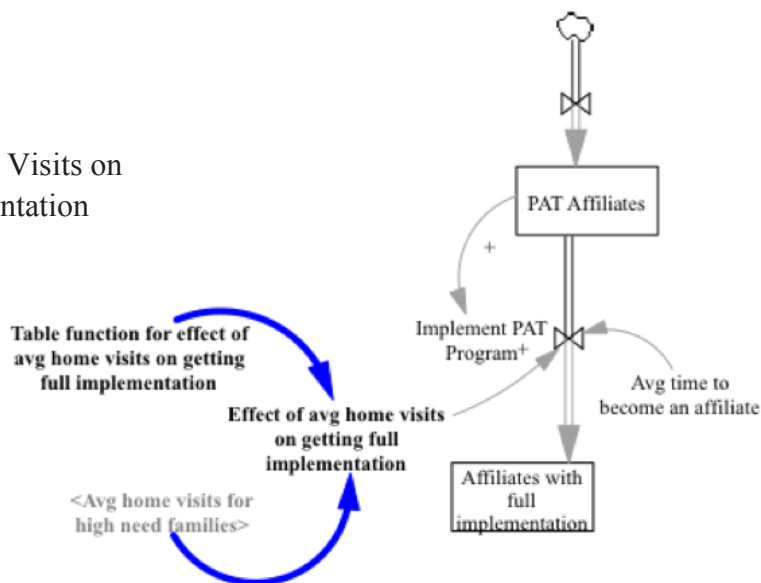 Visits on
ntation
PAT Affiliates
+
Implement PAT
Program+
Table function for effect of
avg home visits on getting
full implementation
Avg time to
become an affiliate
Effect of avg home visits
on getting full
implementation
<Avg home visits for
high need families>
Affiliates with
full
implementation